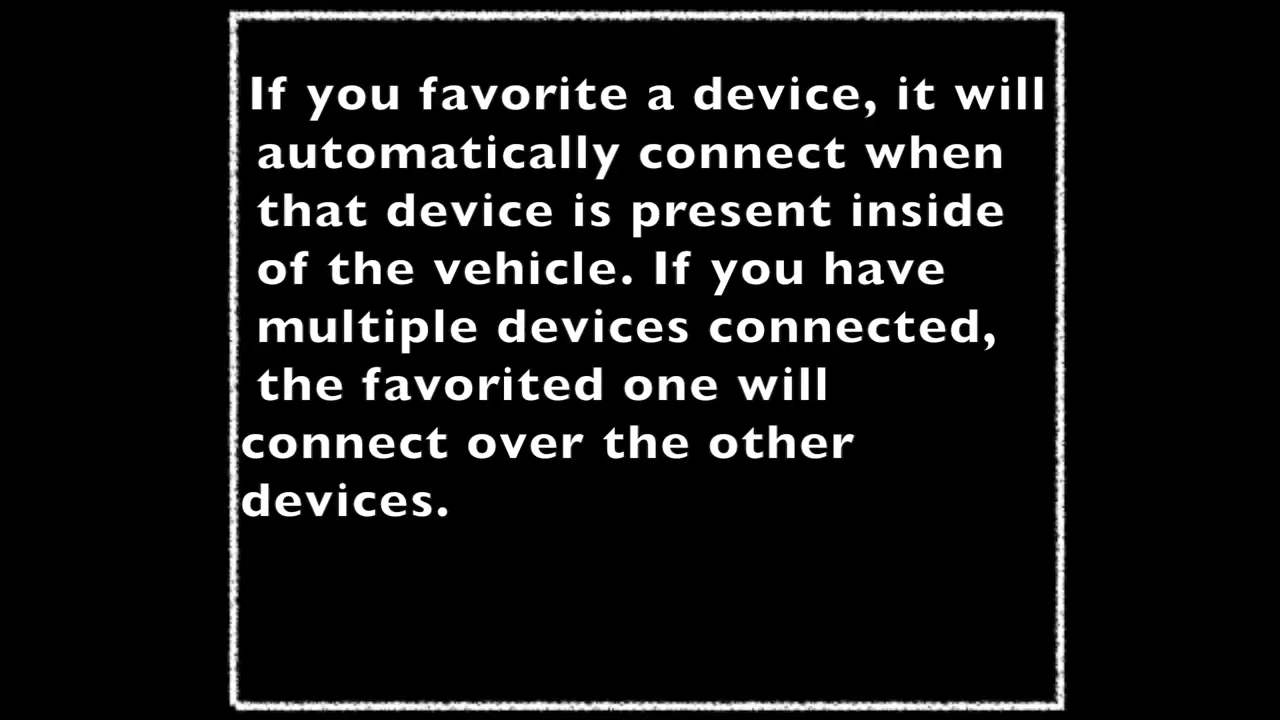 If you favorite a device, it will
automatically connect when
that device is present inside
of the vehicle. If you have
multiple devices connected,
the favorited one will
connect over the other
devices.